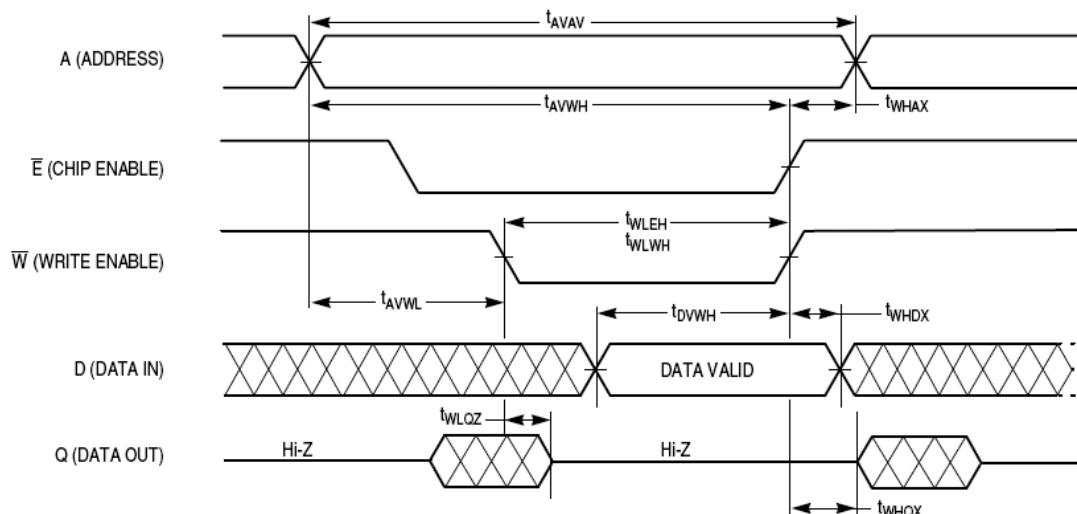 tAVAV
A (ADDRESS)
tAVWH
tWHAX
E̅ (CHIP ENABLE)
tWLEH
tWLWH
W̅ (WRITE ENABLE)
tAVWL
tDVWH
tWHDX
D (DATA IN)
DATA VALID
tWLQZ
Q (DATA OUT)
Hi-Z
Hi-Z
tWHQX